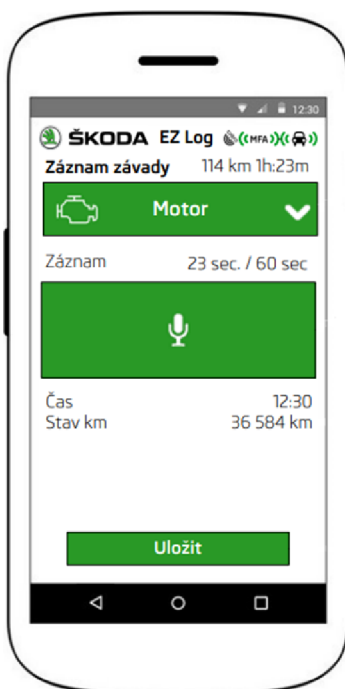 12:30
ŠKODA EZ Log ((MFA))(( ))
Záznam závady 114 km 1h:23m
Motor
Záznam 23 sec. / 60 sec
Čas 12:30
Stav km 36 584 km
Uložit